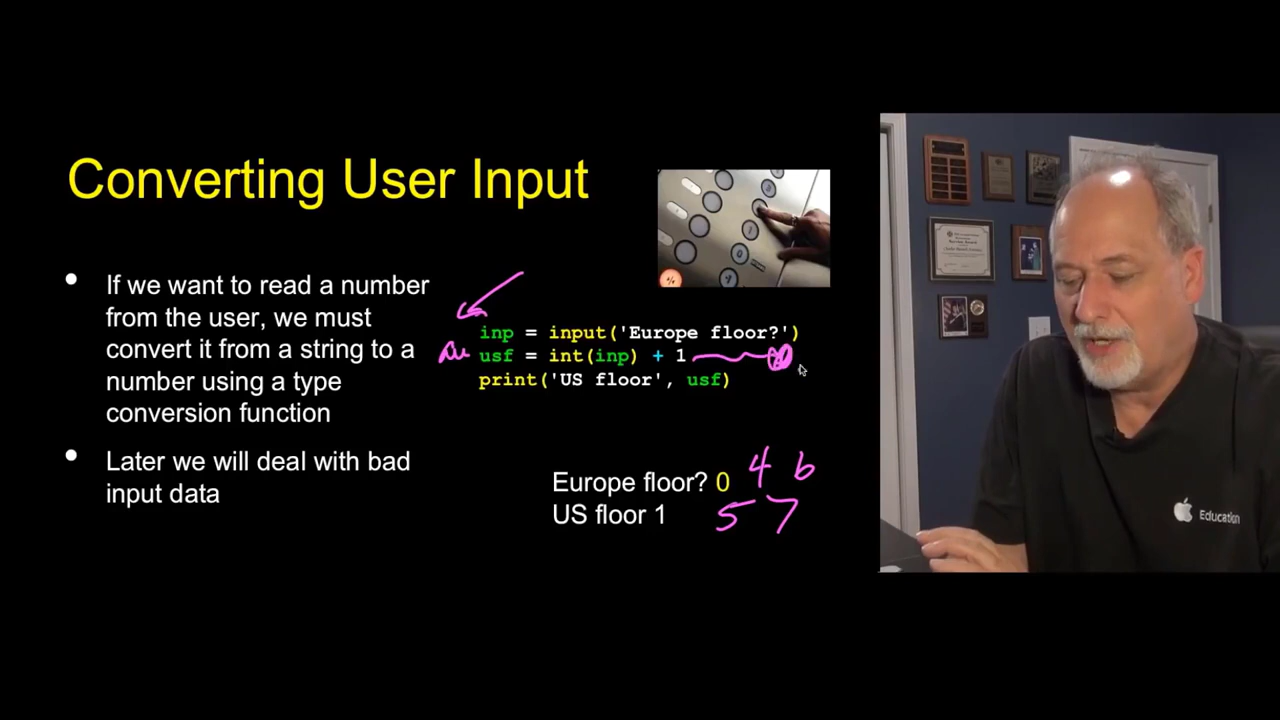 Converting User Input
• If we want to read a number
from the user, we must
convert it from a string to a
number using a type
conversion function
• Later we will deal with bad
input data
inp = input('Europe floor?')
usf = int(inp) + 1
print('US floor', usf)
Europe floor? 0 4 6
US floor 1 5 7
Education